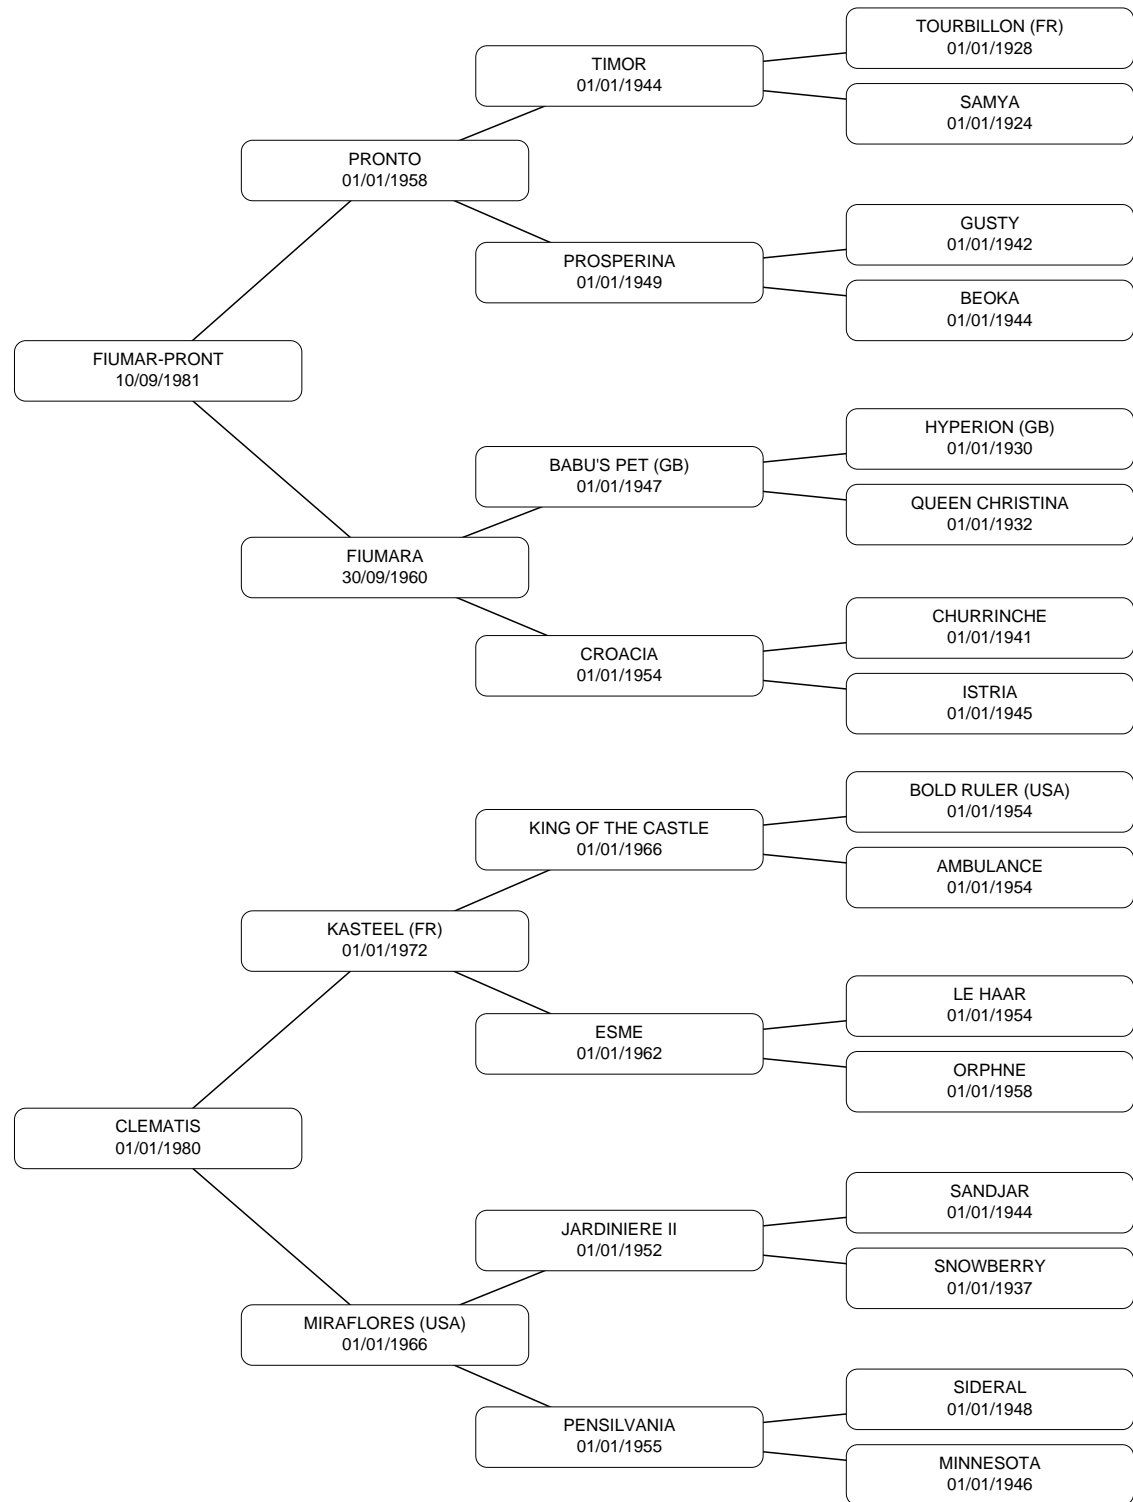 TOURBILLON (FR)
01/01/1928
TIMOR
01/01/1944
SAMYA
01/01/1924
PRONTO
01/01/1958
GUSTY
01/01/1942
PROSPERINA
01/01/1949
BEOKA
01/01/1944
FIUMAR-PRONT
10/09/1981
HYPERION (GB)
01/01/1930
BABU'S PET (GB)
01/01/1947
QUEEN CHRISTINA
01/01/1932
FIUMARA
30/09/1960
CHURRINCHE
01/01/1941
CROACIA
01/01/1954
ISTRIA
01/01/1945
BOLD RULER (USA)
01/01/1954
KING OF THE CASTLE
01/01/1966
AMBULANCE
01/01/1954
KASTEEL (FR)
01/01/1972
LE HAAR
01/01/1954
ESME
01/01/1962
ORPHNE
01/01/1958
CLEMATIS
01/01/1980
SANDJAR
01/01/1944
JARDINIERE II
01/01/1952
SNOWBERRY
01/01/1937
MIRAFLORES (USA)
01/01/1966
SIDERAL
01/01/1948
PENSILVANIA
01/01/1955
MINNESOTA
01/01/1946